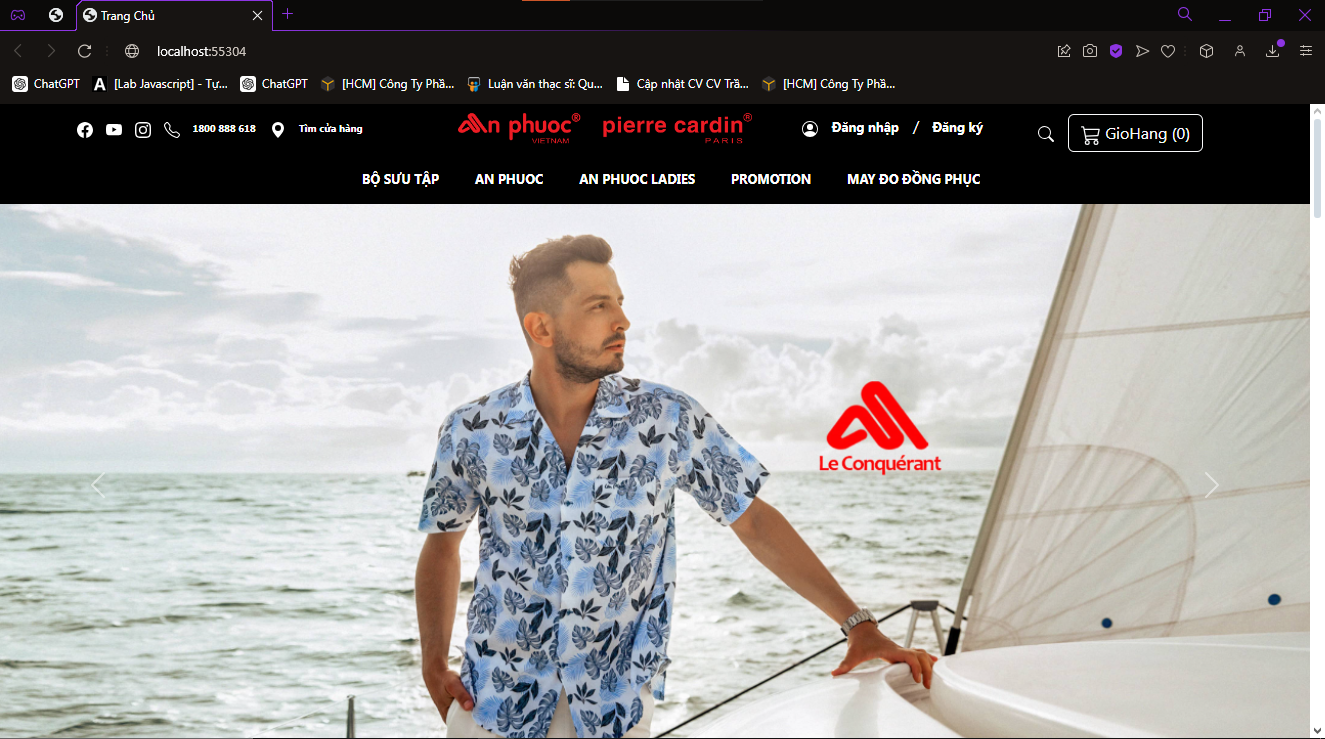 Trang Chủ
localhost:55304
ChatGPT
[Lab Javascript] - Tự...
ChatGPT
[HCM] Công Ty Phầ...
Luận văn thạc sĩ: Qu...
Cập nhật CV CV Trầ...
[HCM] Công Ty Phầ...
1800 888 618
Tìm cửa hàng
An phuoc®
VIETNAM
pierre cardin®
PARIS
Đăng nhập / Đăng ký
GioHang (0)
BỘ SƯU TẬP
AN PHUOC
AN PHUOC LADIES
PROMOTION
MAY ĐO ĐỒNG PHỤC
Le Conquérant